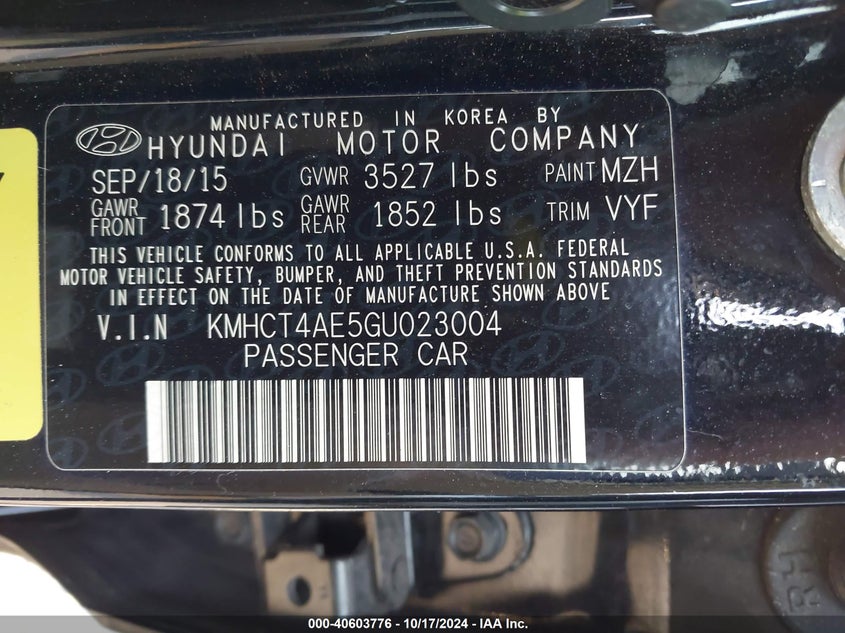 MANUFACTURED IN KOREA BY
HYUNDAI MOTOR COMPANY
SEP/18/15 GVWR 3527 lbs PAINT MZH
GAWR FRONT 1874 lbs GAWR REAR 1852 lbs TRIM VYF
THIS VEHICLE CONFORMS TO ALL APPLICABLE U.S.A. FEDERAL
MOTOR VEHICLE SAFETY, BUMPER, AND THEFT PREVENTION STANDARDS
IN EFFECT ON THE DATE OF MANUFACTURE SHOWN ABOVE
V.I.N KMHCT4AE5GU023004
PASSENGER CAR
RH
000-40603776 - 10/17/2024 - IAA Inc.